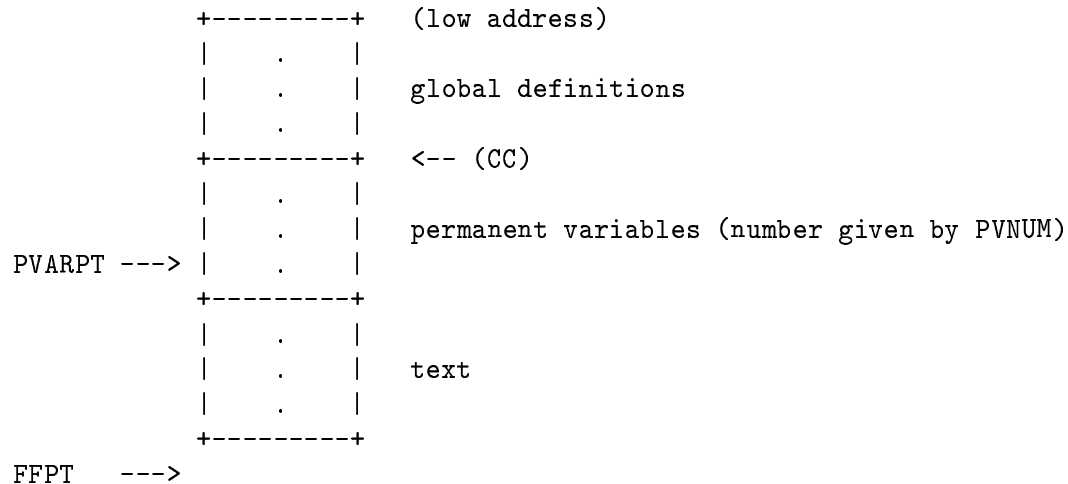 +---------+ (low address)
| . |
| . | global definitions
| . |
+---------+ <-- (CC)
| . |
| . | permanent variables (number given by PVNUM)
PVARPT ---> | . |
+---------+
| . |
| . | text
| . |
+---------+
FFPT --->